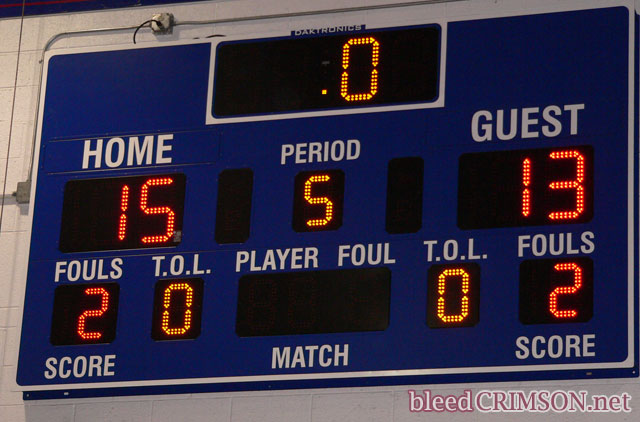 DAKTRONICS
.0
HOME PERIOD GUEST
15 5 13
FOULS T.O.L. PLAYER FOUL T.O.L. FOULS
2 0 0 2
SCORE MATCH SCORE
bleedCRIMSON.net